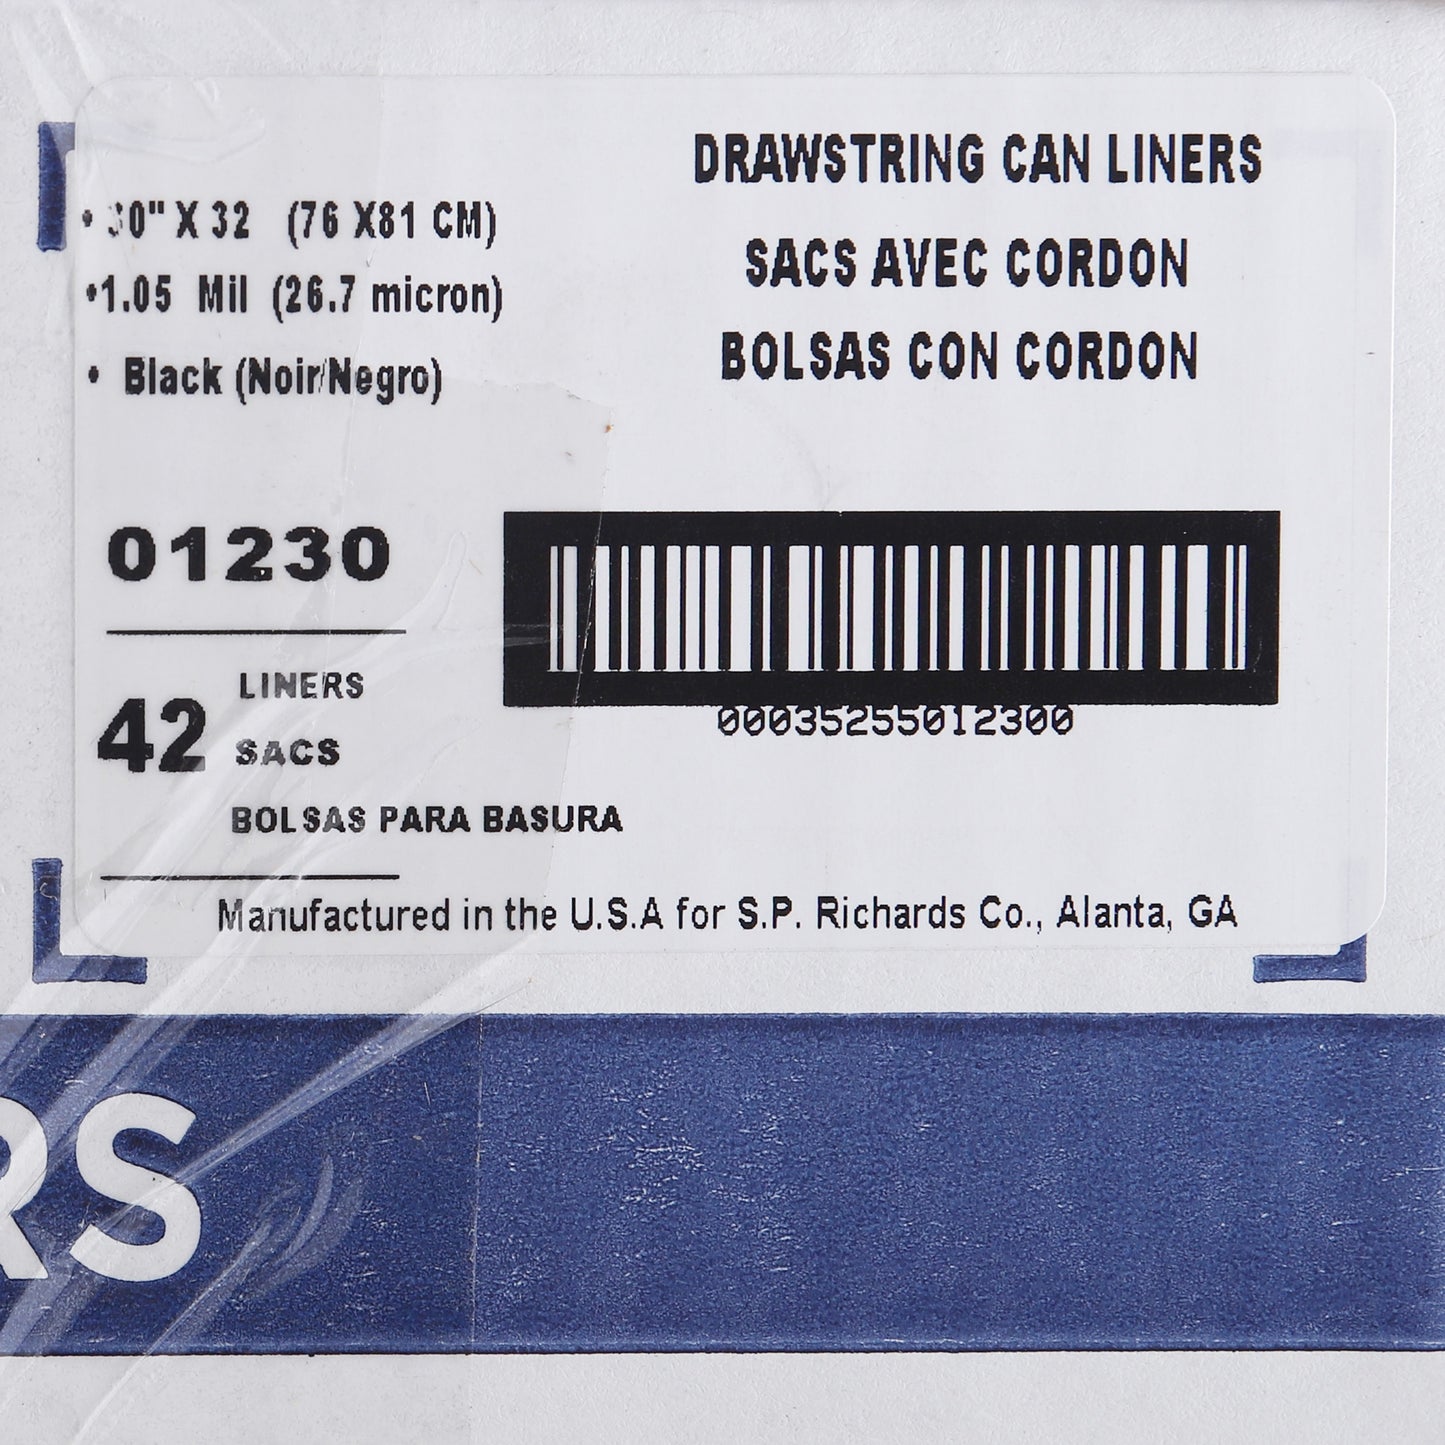 DRAWSTRING CAN LINERS
SACS AVEC CORDON
BOLSAS CON CORDON
• 30" X 32 (76 X81 CM)
•1.05 Mil (26.7 micron)
• Black (Noir/Negro)
01230
42 LINERS
SACS
BOLSAS PARA BASURA
00035255012300
Manufactured in the U.S.A for S.P. Richards Co., Alanta, GA
RS